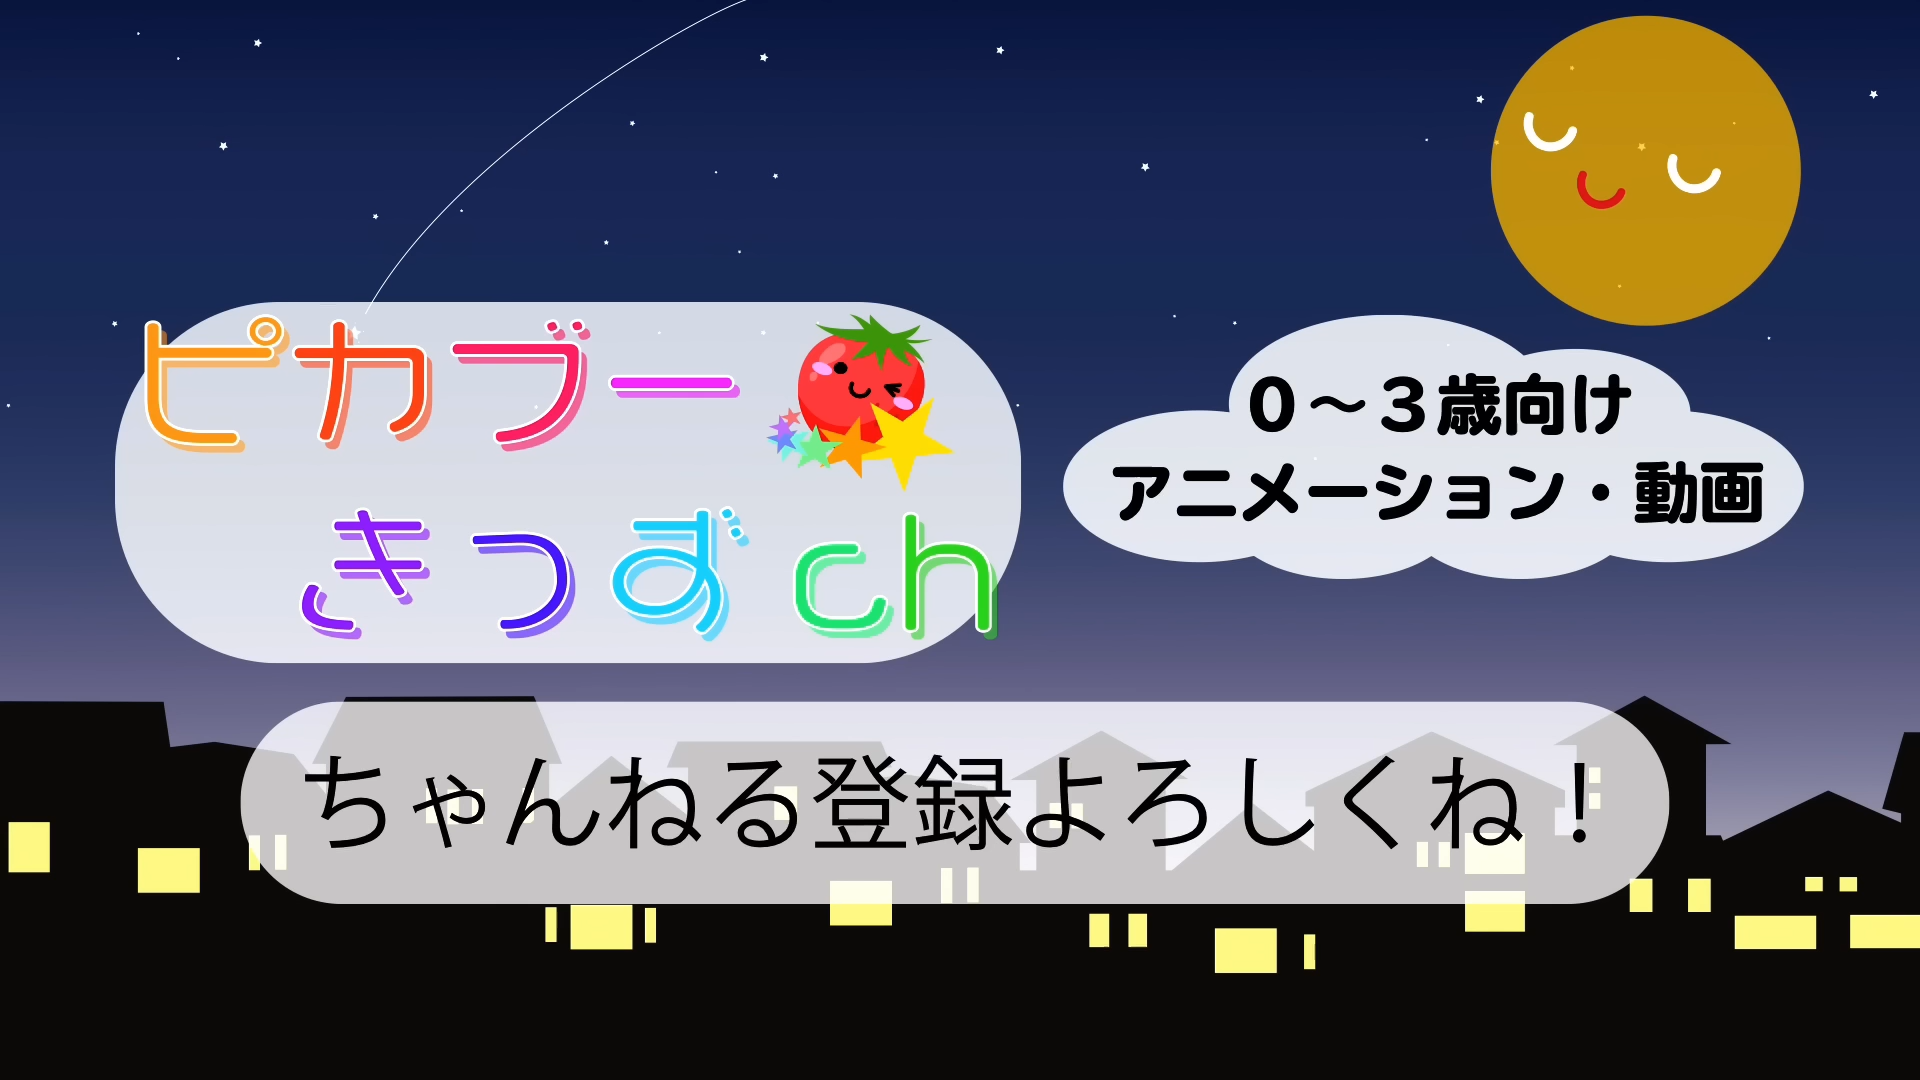 ピカブー
きっずch
０～３歳向け
アニメーション・動画
ちゃんねる登録よろしくね！